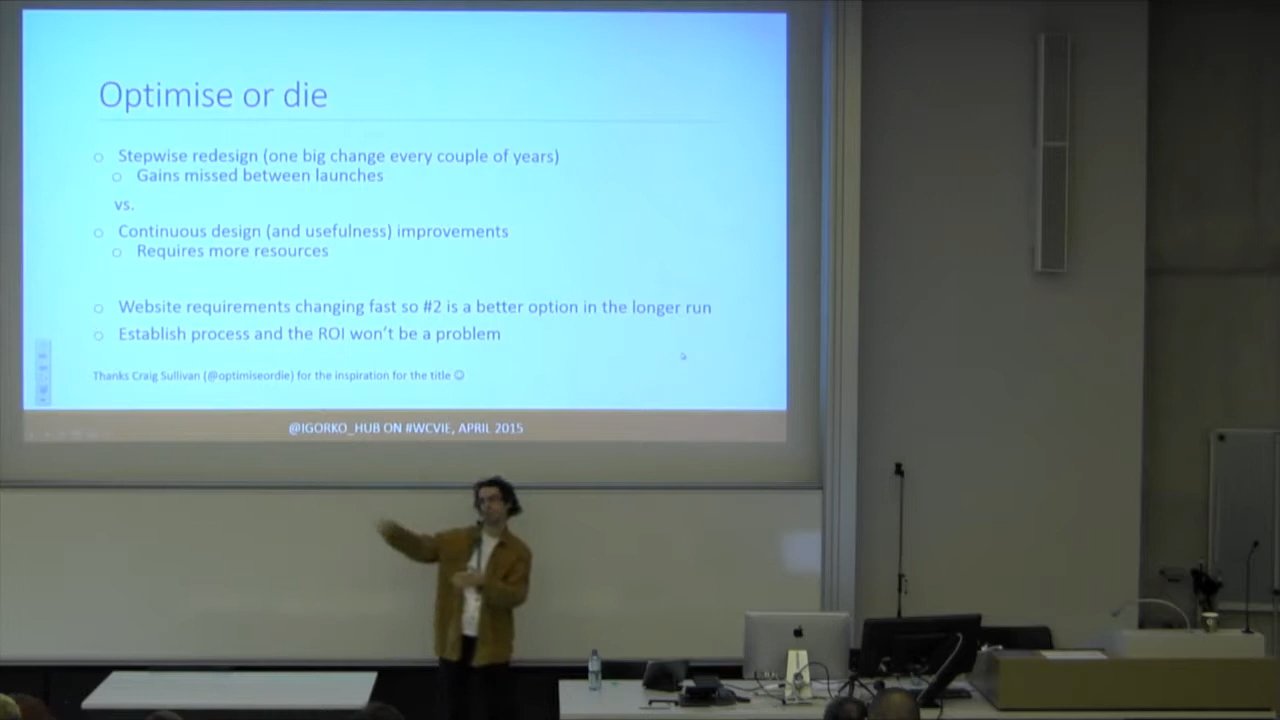 Optimise or die
Stepwise redesign (one big change every couple of years)
Gains missed between launches
vs.
Continuous design (and usefulness) improvements
Requires more resources
Website requirements changing fast so #2 is a better option in the longer run
Establish process and the ROI won't be a problem
Thanks Craig Sullivan (@optimiseordie) for the inspiration for the title ☺
@IGORKO_HUB ON #WCVIE, APRIL 2015